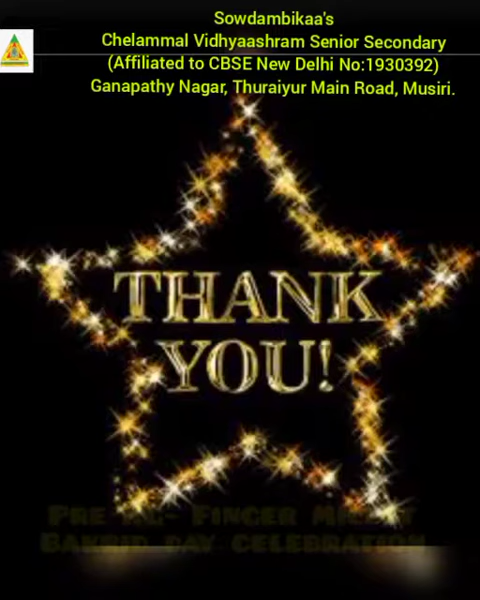 Sowdambikaa's
Chelammal Vidhyaashram Senior Secondary
(Affiliated to CBSE New Delhi No:1930392)
Ganapathy Nagar, Thuraiyur Main Road, Musiri.
THANK
YOU!
Pre Finger
Bakrid day celebration